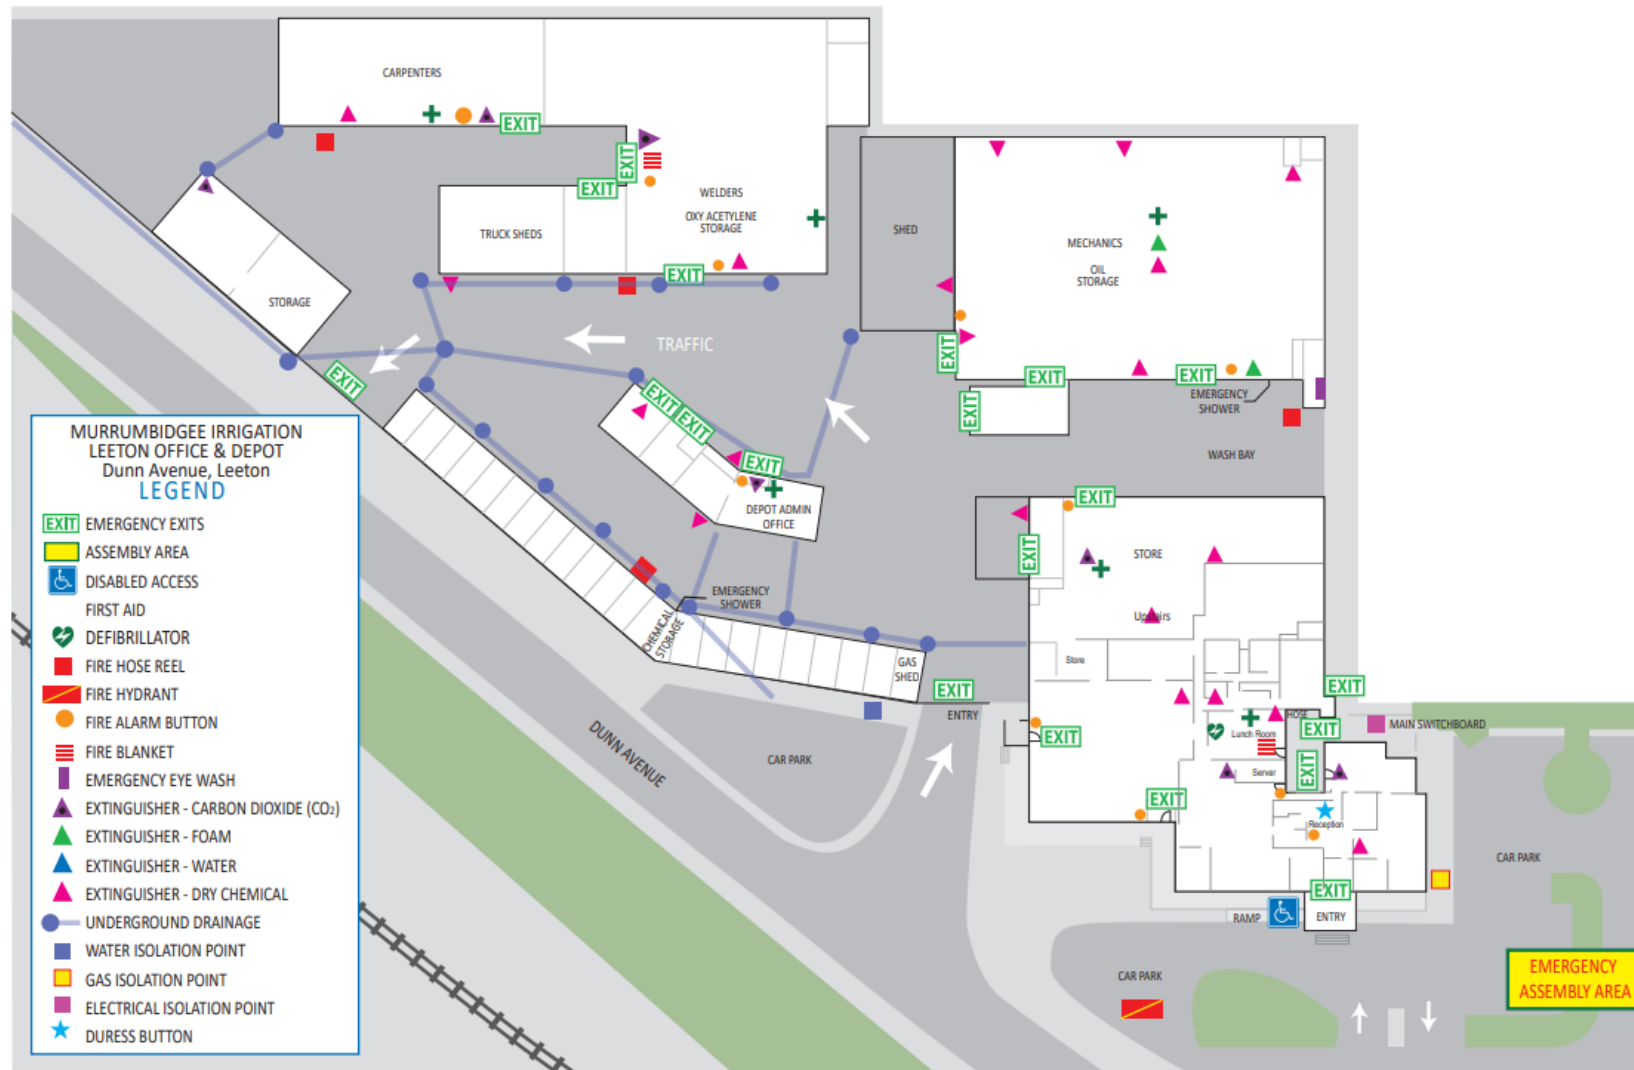 CARPENTERS
EXIT
EXIT
EXIT
WELDERS
OXY ACETYLENE
STORAGE
TRUCK SHEDS
EXIT
SHED
MECHANICS
OIL
STORAGE
STORAGE
TRAFFIC
EXIT
EXIT
EXIT
EXIT
EXIT
EMERGENCY
SHOWER
EXIT
WASH BAY
EXIT
EXIT
EXIT
DEPOT ADMIN
OFFICE
EXIT
EXIT
STORE
Upstairs
Store
EMERGENCY
SHOWER
CHEMICAL
STORAGE
GAS
SHED
EXIT
ENTRY
EXIT
HOSE
EXIT
MAIN SWITCHBOARD
Lunch Room
EXIT
Server
EXIT
EXIT
Reception
CAR PARK
DUNN AVENUE
CAR PARK
EXIT
RAMP
ENTRY
CAR PARK
EMERGENCY
ASSEMBLY AREA
MURRUMBIDGEE IRRIGATION
LEETON OFFICE & DEPOT
Dunn Avenue, Leeton
LEGEND
EXIT EMERGENCY EXITS
ASSEMBLY AREA
DISABLED ACCESS
FIRST AID
DEFIBRILLATOR
FIRE HOSE REEL
FIRE HYDRANT
FIRE ALARM BUTTON
FIRE BLANKET
EMERGENCY EYE WASH
EXTINGUISHER - CARBON DIOXIDE (CO₂)
EXTINGUISHER - FOAM
EXTINGUISHER - WATER
EXTINGUISHER - DRY CHEMICAL
UNDERGROUND DRAINAGE
WATER ISOLATION POINT
GAS ISOLATION POINT
ELECTRICAL ISOLATION POINT
DURESS BUTTON